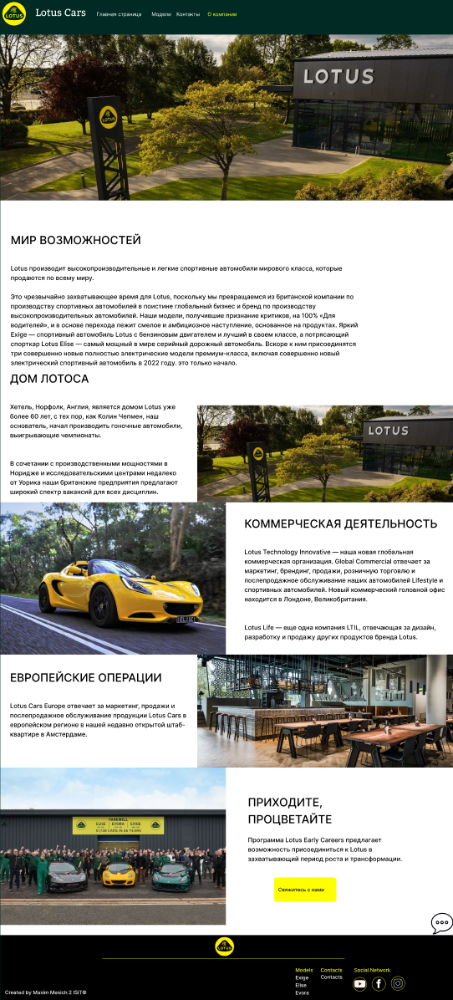 LOTUS
Lotus Cars
Главная страница
Модели
Контакты
О компании
LOTUS
LOTUS
МИР ВОЗМОЖНОСТЕЙ
Lotus производит высокопроизводительные и легкие спортивные автомобили мирового класса, которые
продаются по всему миру.
Это чрезвычайно захватывающее время для Lotus, поскольку мы превращаемся из британской компании по
производству спортивных автомобилей в поистине глобальный бизнес и бренд по производству
высокопроизводительных автомобилей. Наши модели, получившие признание критиков, на 100% «Для
водителей», и в основе перехода лежит смелое и амбициозное наступление, основанное на продуктах. Яркий
Exige — спортивный автомобиль Lotus с бензиновым двигателем и лучший в своем классе, а потрясающий
спорткар Lotus Elise — самый мощный в мире серийный дорожный автомобиль. Вскоре к ним присоединятся
три совершенно новые полностью электрические модели премиум-класса, включая совершенно новый
электрический спортивный автомобиль в 2022 году. это только начало.
ДОМ ЛОТОСА
Хетель, Норфолк, Англия, является домом Lotus уже
более 60 лет, с тех пор, как Колин Чепмен, наш
основатель, начал производить гоночные автомобили,
выигрывающие чемпионаты.
В сочетании с производственными мощностями в
Норидже и исследовательскими центрами недалеко
от Уорика наши британские предприятия предлагают
широкий спектр вакансий для всех дисциплин.
LOTUS
КОММЕРЧЕСКАЯ ДЕЯТЕЛЬНОСТЬ
Lotus Technology Innovative — наша новая глобальная
коммерческая организация. Global Commercial отвечает за
маркетинг, брендинг, продажи, розничную торговлю и
послепродажное обслуживание наших автомобилей Lifestyle и
спортивных автомобилей. Новый коммерческий головной офис
находится в Лондоне, Великобритания.
Lotus Life — еще одна компания LTIL, отвечающая за дизайн,
разработку и продажу других продуктов бренда Lotus.
ЕВРОПЕЙСКИЕ ОПЕРАЦИИ
Lotus Cars Europe отвечает за маркетинг, продажи и
послепродажное обслуживание продукции Lotus Cars в
европейском регионе в нашей недавно открытой штаб-
квартире в Амстердаме.
FAREWELL
ELISE | EVORA | EXIGE
51,738 CARS IN 26 YEARS
ПРИХОДИТЕ,
ПРОЦВЕТАЙТЕ
Программа Lotus Early Careers предлагает
возможность присоединиться к Lotus в
захватывающий период роста и трансформации.
Свяжитесь с нами
LOTUS
Models
Exige
Elise
Evora
Contacts
Contacts
Social Network
Created by Maxim Mesich 2 ISIT®